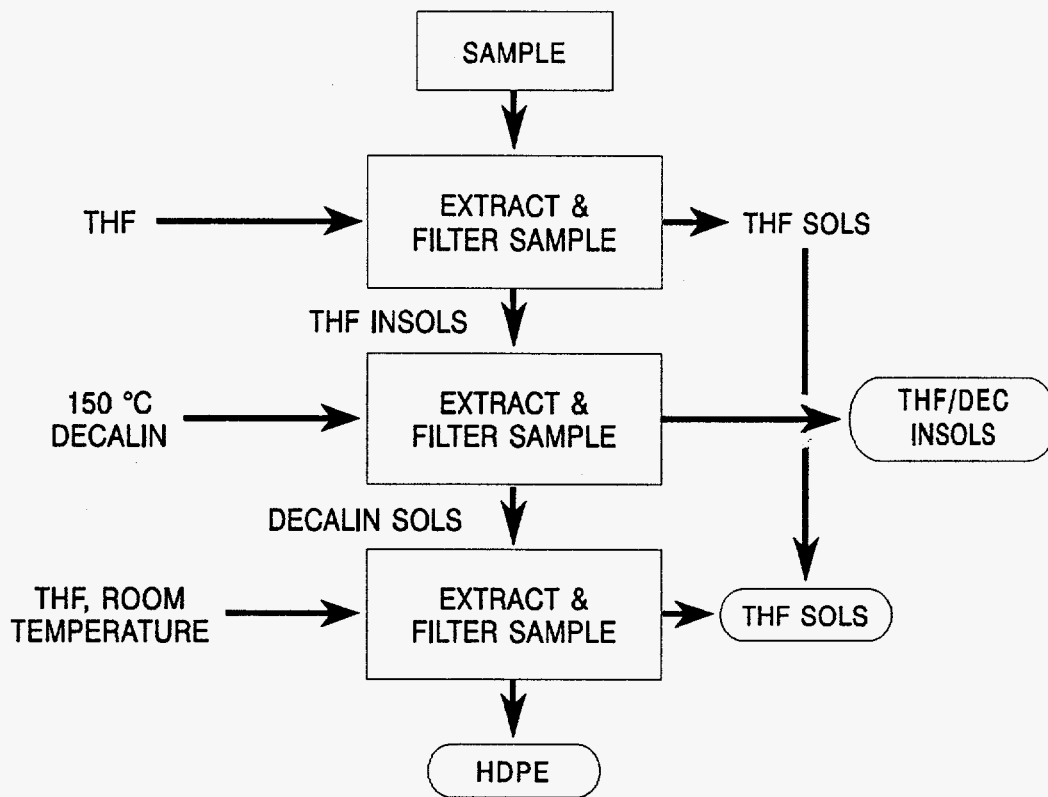 SAMPLE
THF
EXTRACT &
FILTER SAMPLE
THF SOLS
THF INSOLS
150 °C
DECALIN
EXTRACT &
FILTER SAMPLE
THF/DEC
INSOLS
DECALIN SOLS
THF, ROOM
TEMPERATURE
EXTRACT &
FILTER SAMPLE
THF SOLS
HDPE